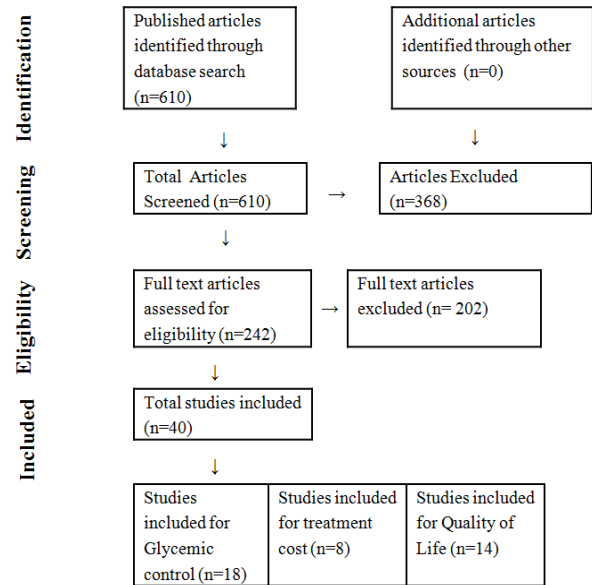 Identification
Published articles
identified through
database search
(n=610)
Additional articles
identified through other
sources (n=0)
↓
↓
Screening
Total Articles
Screened (n=610)
→
Articles Excluded
(n=368)
↓
Eligibility
Full text articles
assessed for
eligibility (n=242)
→
Full text articles
excluded (n= 202)
↓
Included
Total studies included
(n=40)
↓
Studies
included for
Glycemic
control (n=18)
Studies included
for treatment
cost (n=8)
Studies included
for Quality of
Life (n=14)